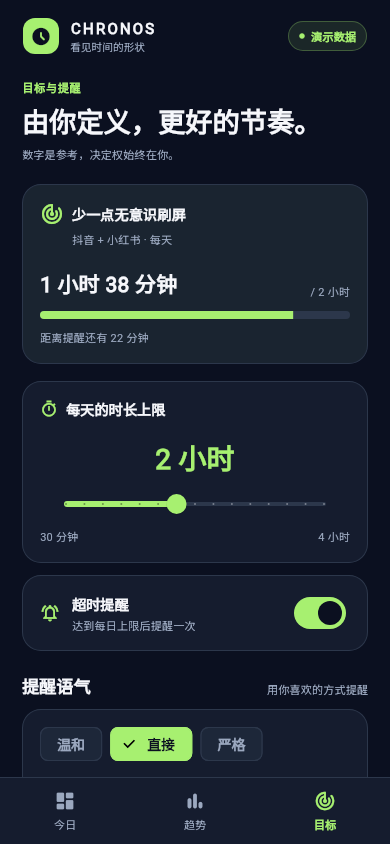 CHRONOS
看见时间的形状
演示数据
目标与提醒
由你定义，更好的节奏。
数字是参考，决定权始终在你。
少一点无意识刷屏
抖音 + 小红书 · 每天
1 小时 38 分钟
/ 2 小时
距离提醒还有 22 分钟
每天的时长上限
2 小时
30 分钟
4 小时
超时提醒
达到每日上限后提醒一次
提醒语气
用你喜欢的方式提醒
温和
直接
严格
今日
趋势
目标